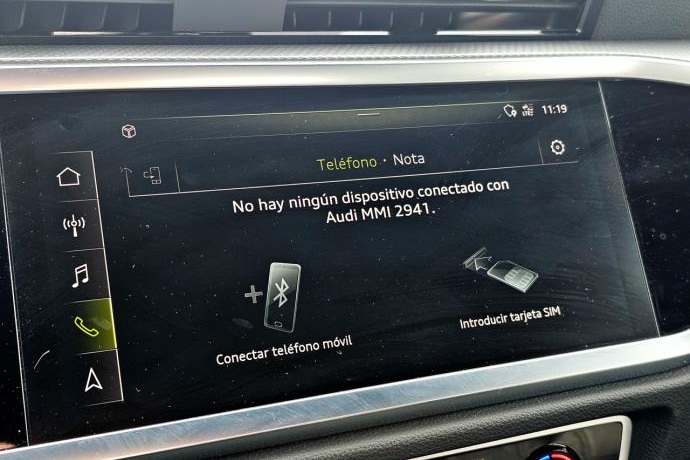 11:19
Teléfono · Nota
No hay ningún dispositivo conectado con
Audi MMI 2941.
Conectar teléfono móvil
Introducir tarjeta SIM